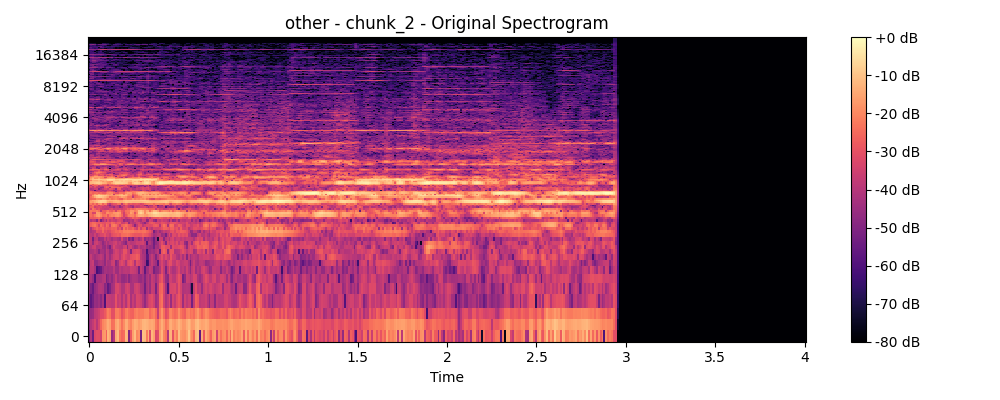 other - chunk_2 - Original Spectrogram
Hz
16384
8192
4096
2048
1024
512
256
128
64
0
0 0.5 1 1.5 2 2.5 3 3.5 4
Time
+0 dB
-10 dB
-20 dB
-30 dB
-40 dB
-50 dB
-60 dB
-70 dB
-80 dB